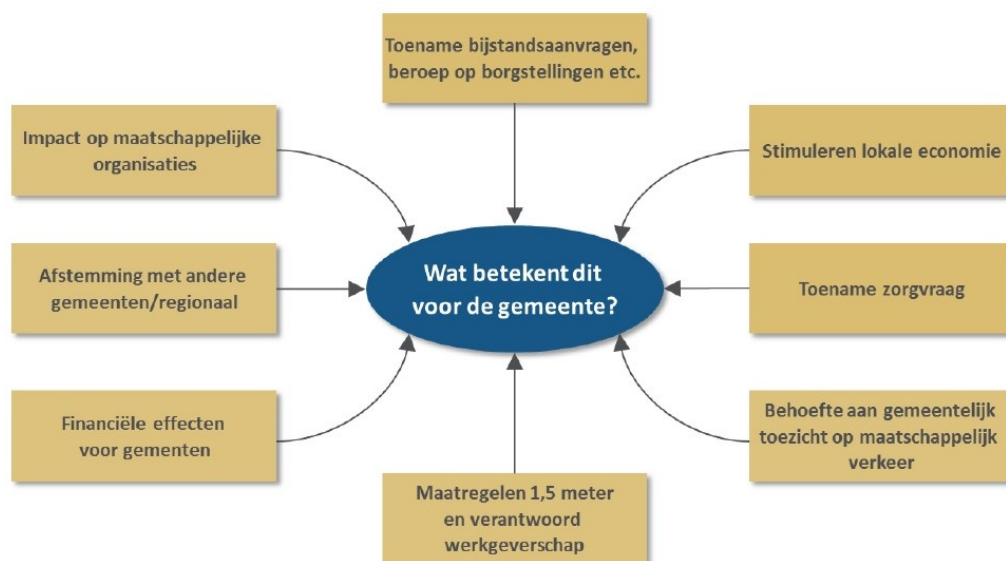 Toename bijstandsaanvragen,
beroep op borgstellingen etc.
Impact op maatschappelijke
organisaties
Stimuleren lokale economie
Afstemming met andere
gemeenten/regionaal
Wat betekent dit
voor de gemeente?
Toename zorgvraag
Financiële effecten
voor gementen
Behoefte aan gemeentelijk
toezicht op maatschappelijk
verkeer
Maatregelen 1,5 meter
en verantwoord
werkgeverschap